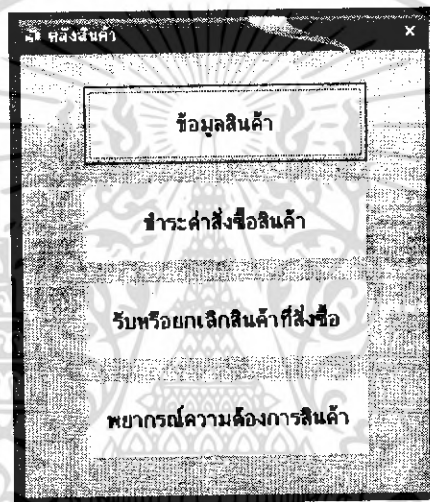 คลังสินค้า
ข้อมูลสินค้า
ชำระค่าสั่งซื้อสินค้า
รับหรือยกเลิกสินค้าที่สั่งซื้อ
พยากรณ์ความต้องการสินค้า